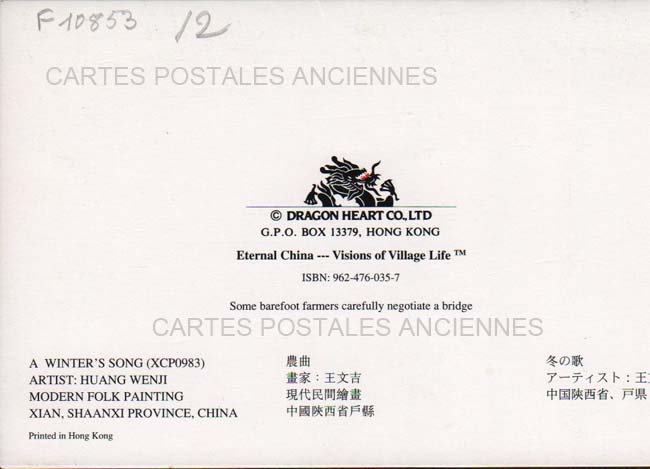 F10853 12
CARTES POSTALES ANCIENNES
© DRAGON HEART CO., LTD
G.P.O. BOX 13379, HONG KONG
Eternal China --- Visions of Village Life ™
ISBN: 962-476-035-7
Some barefoot farmers carefully negotiate a bridge
CARTES POSTALES ANCIENNES
A WINTER'S SONG (XCP0983)
ARTIST: HUANG WENJI
MODERN FOLK PAINTING
XIAN, SHAANXI PROVINCE, CHINA
Printed in Hong Kong
農曲
畫家：王文吉
現代民間繪畫
中國陝西省戶縣
冬の歌
アーティスト：王
中国陝西省、戸県